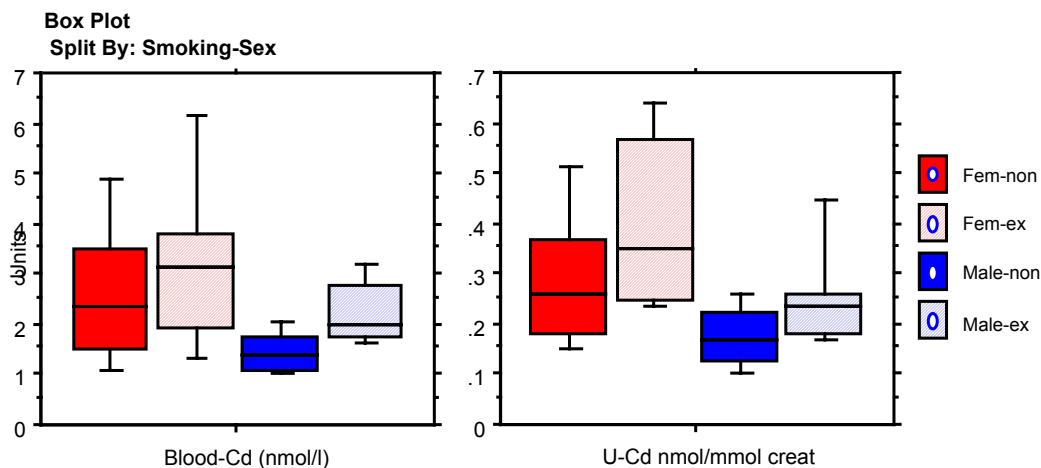 Box Plot
Split By: Smoking-Sex
7
6
5
4
3
2
1
0
Units
Blood-Cd (nmol/l)
.7
.6
.5
.4
.3
.2
.1
0
U-Cd nmol/mmol creat
Fem-non
Fem-ex
Male-non
Male-ex